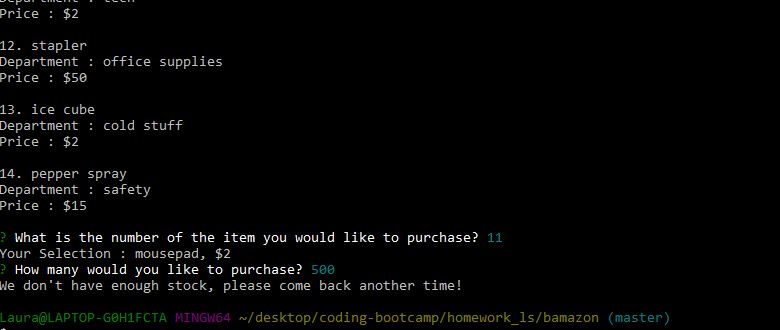 Department : tech
Price : $2
12. stapler
Department : office supplies
Price : $50
13. ice cube
Department : cold stuff
Price : $2
14. pepper spray
Department : safety
Price : $15
? What is the number of the item you would like to purchase? 11
Your Selection : mousepad, $2
? How many would you like to purchase? 500
We don't have enough stock, please come back another time!
Laura@LAPTOP-G0H1FCTA MINGW64 ~/desktop/coding-bootcamp/homework_ls/bamazon (master)
$